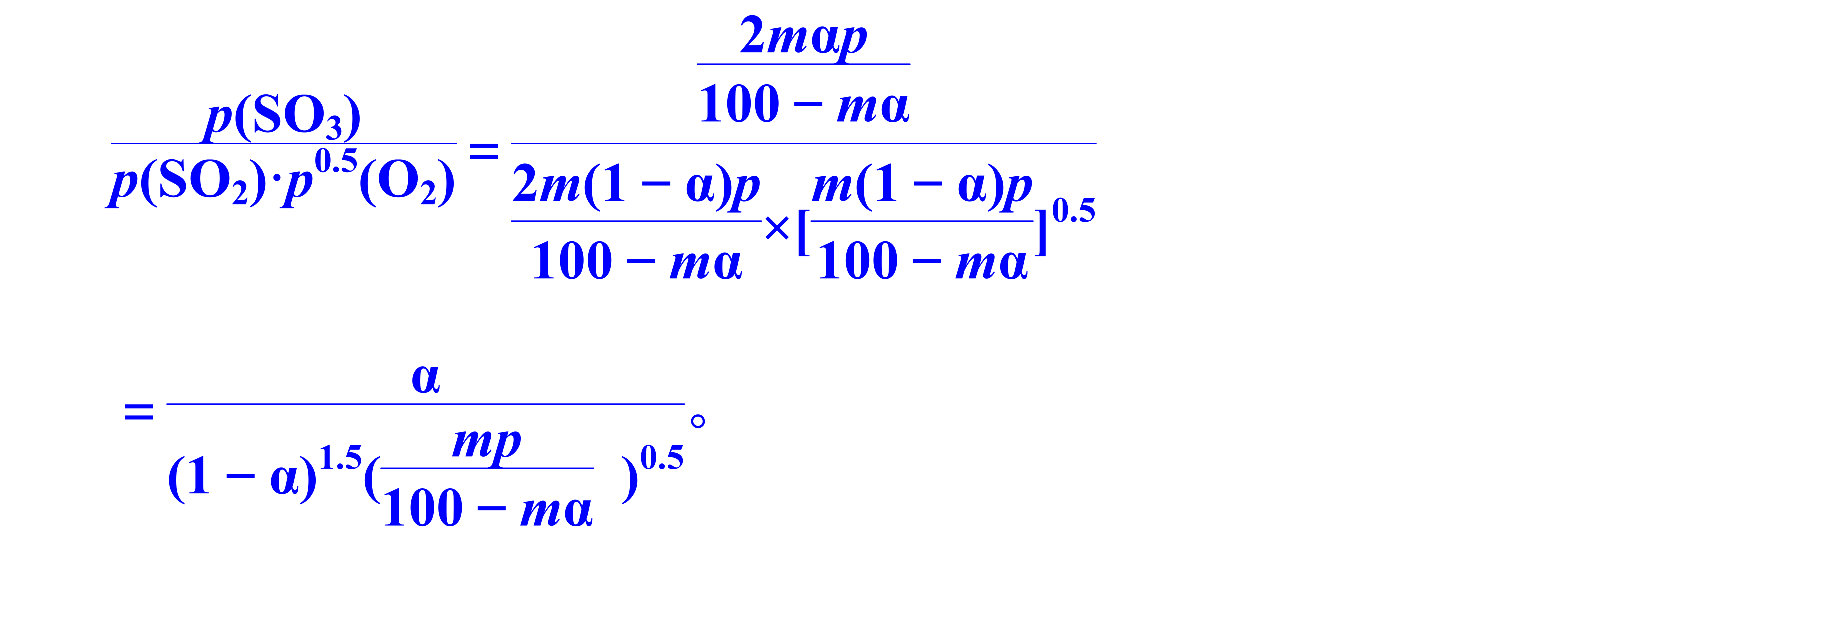 p(SO₃)/(p(SO₂)·p^0.5(O₂)) = (2mαp/(100 − mα))/((2m(1 − α)p/(100 − mα))×[m(1 − α)p/(100 − mα)]^0.5)
= α/((1 − α)^1.5(mp/(100 − mα))^0.5)。